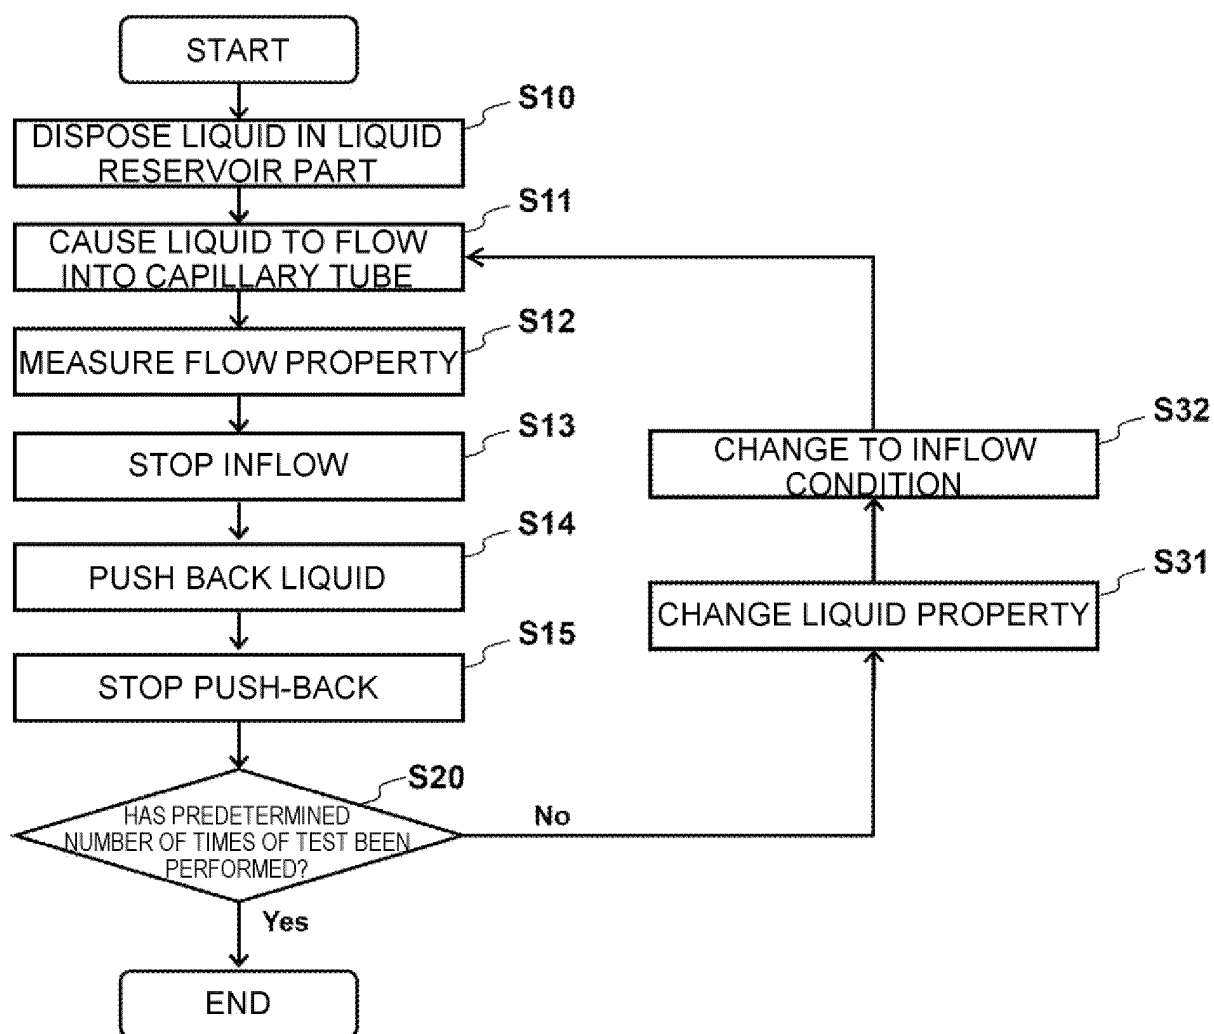 START
S10
DISPOSE LIQUID IN LIQUID
RESERVOIR PART
S11
CAUSE LIQUID TO FLOW
INTO CAPILLARY TUBE
S12
MEASURE FLOW PROPERTY
S13
STOP INFLOW
S14
PUSH BACK LIQUID
S15
STOP PUSH-BACK
S20
HAS PREDETERMINED
NUMBER OF TIMES OF TEST BEEN
PERFORMED?
No
S31
CHANGE LIQUID PROPERTY
S32
CHANGE TO INFLOW
CONDITION
Yes
END